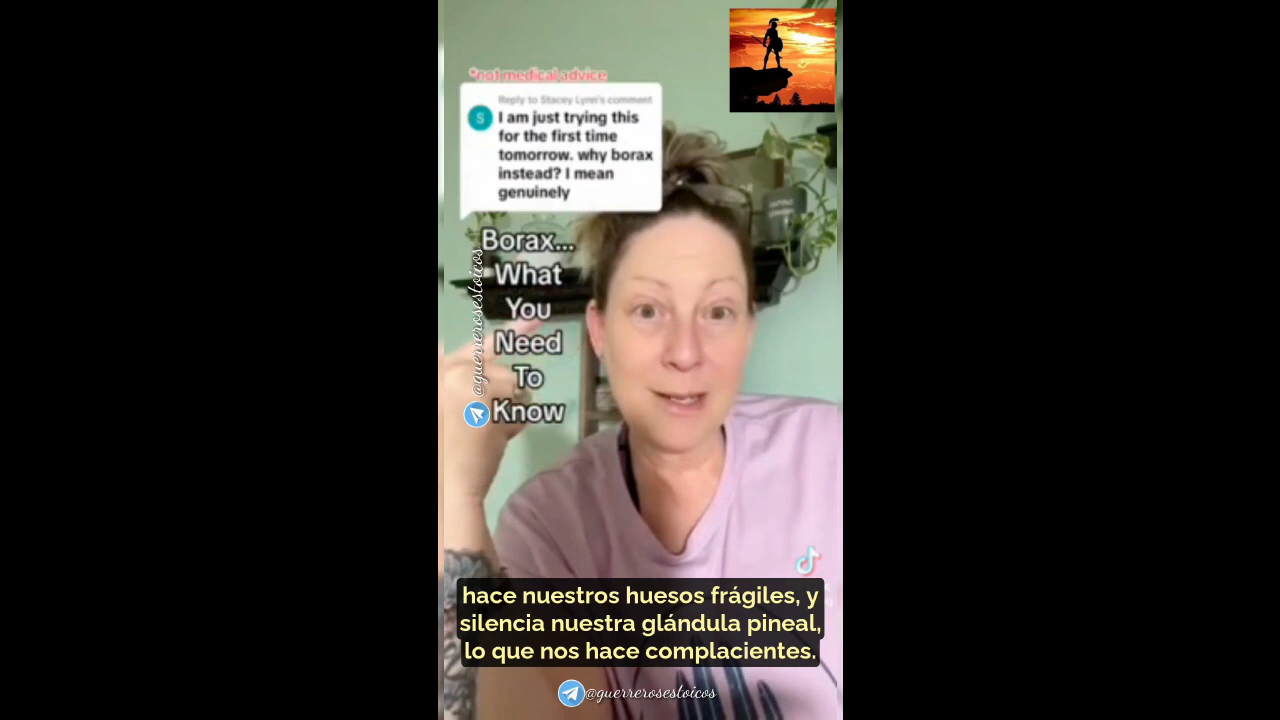 *not medical advice
Reply to Stacey Lynn's comment
S
I am just trying this
for the first time
tomorrow. why borax
instead? I mean
genuinely
Borax...
What
You
Need
To
Know
@guerrerosestoicos
hace nuestros huesos frágiles, y
silencia nuestra glándula pineal,
lo que nos hace complacientes.
@guerrerosestoicos